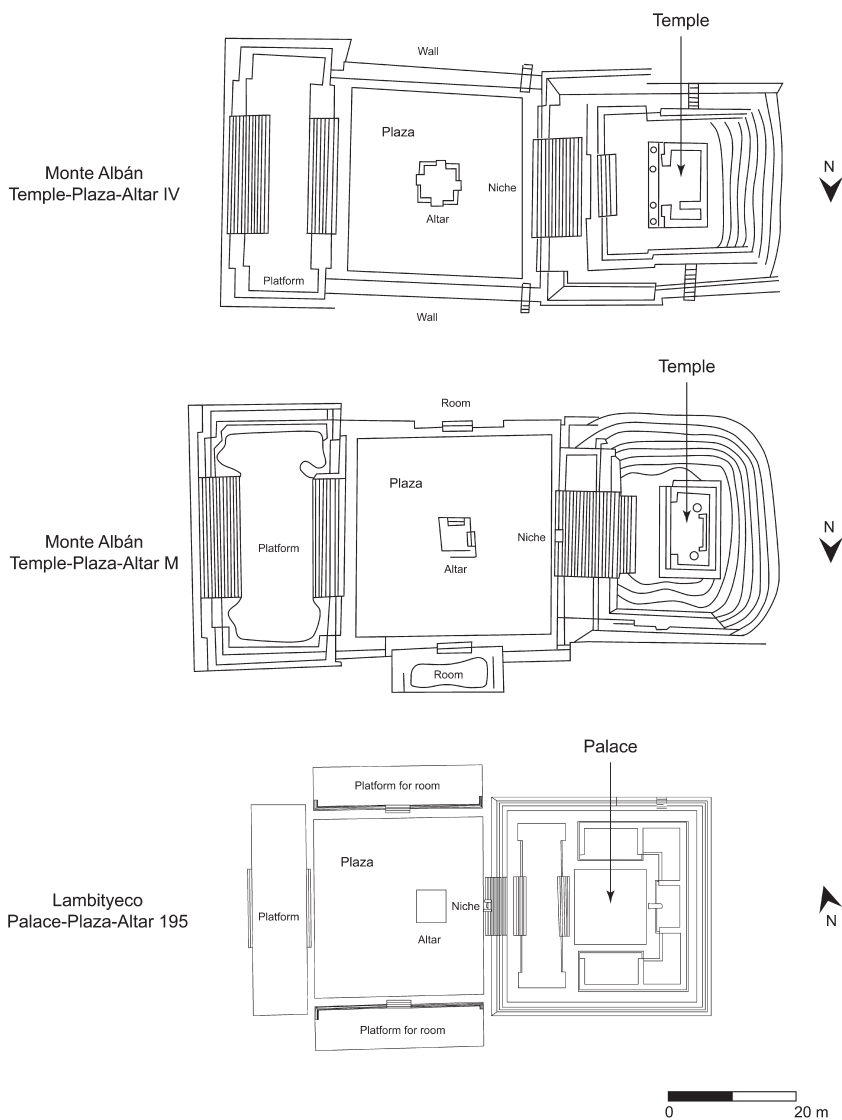 Temple
Wall
Plaza
Monte Albán
Temple-Plaza-Altar IV
N
Niche
Altar
Platform
Wall
Temple
Room
Plaza
Monte Albán
Temple-Plaza-Altar M
N
Platform
Niche
Altar
Room
Palace
Platform for room
Plaza
Lambityeco
Palace-Plaza-Altar 195
Platform
Niche
N
Altar
Platform for room
0
20 m